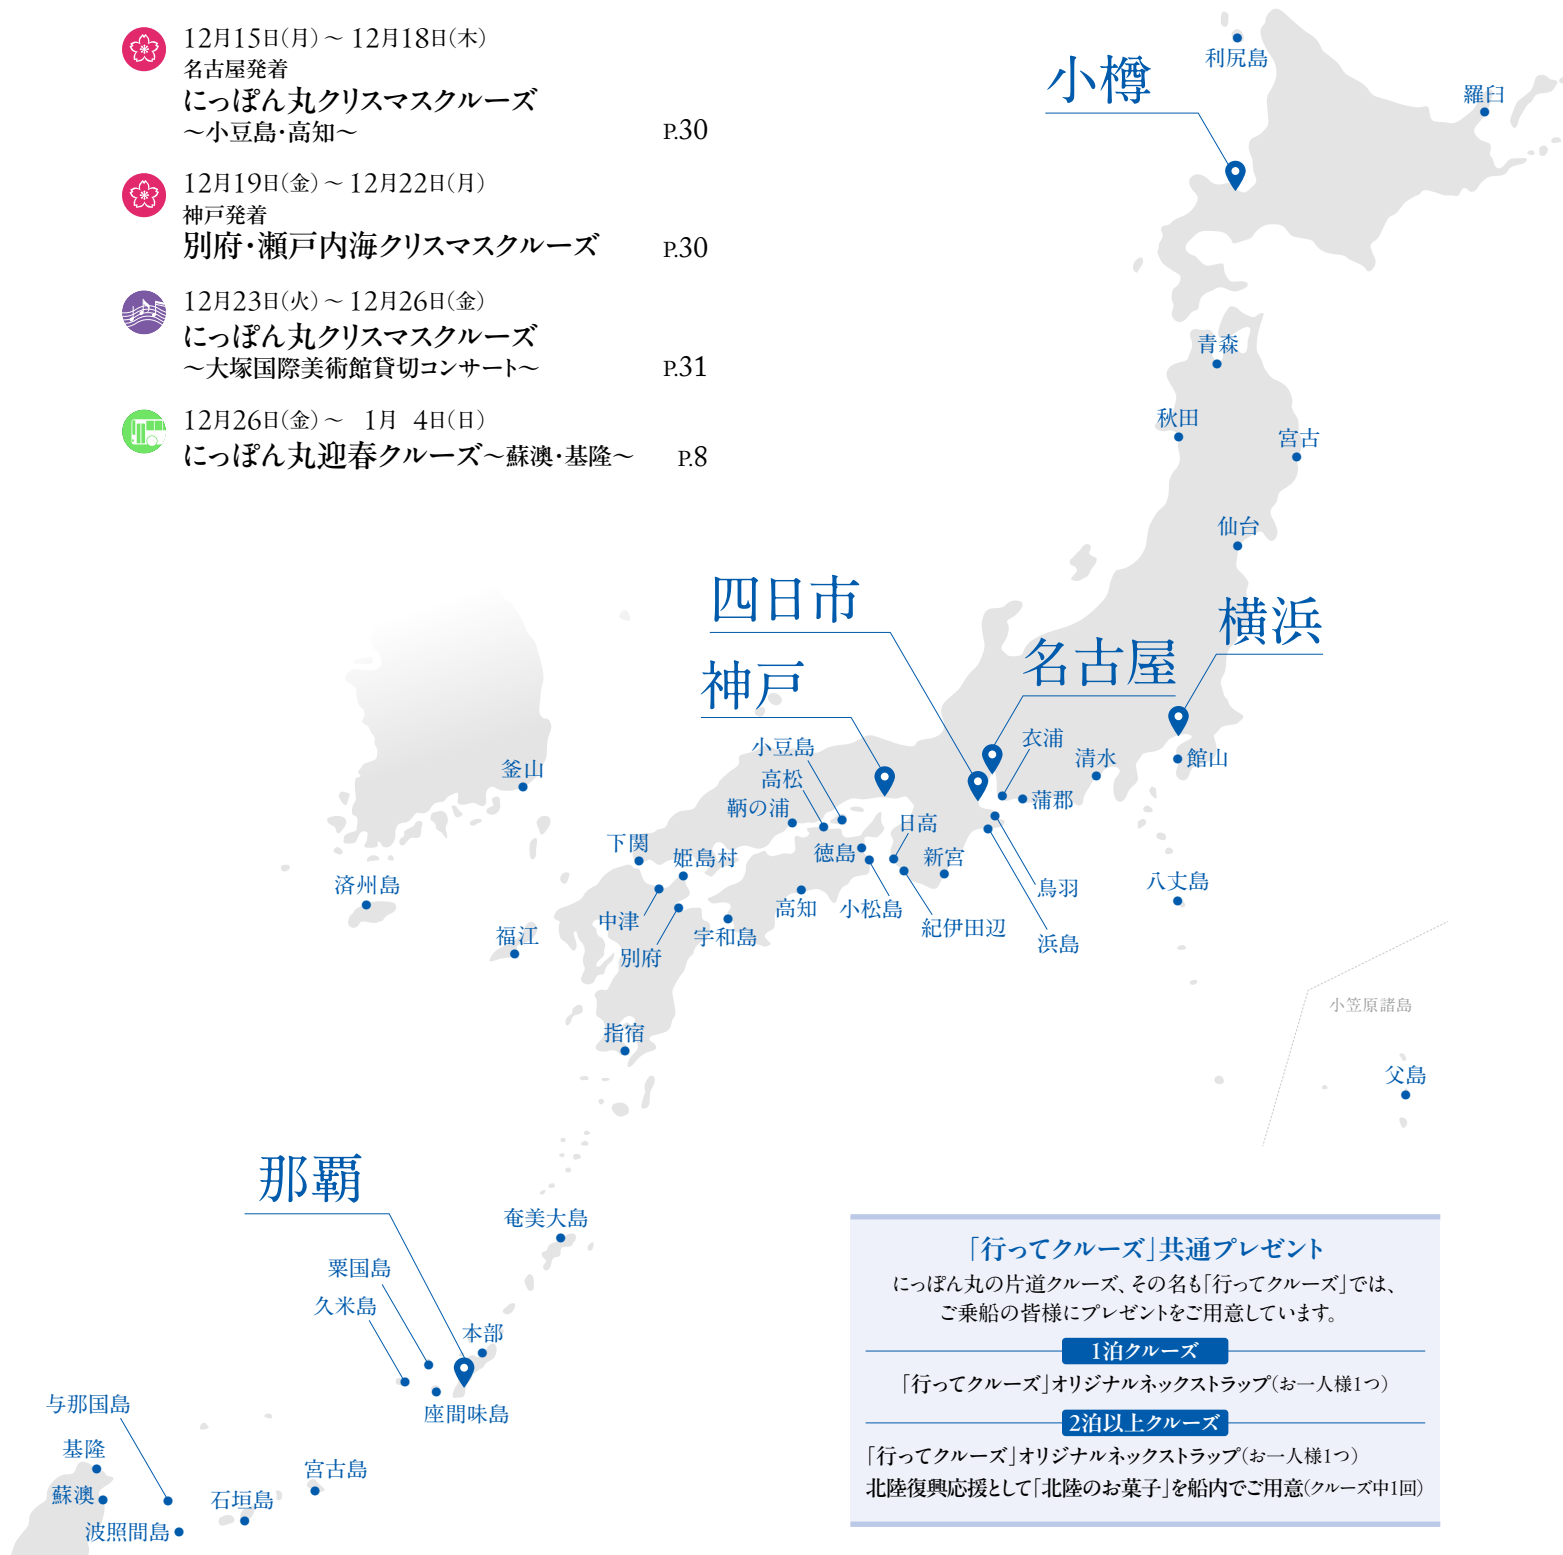 12月15日(月)～12月18日(木)
名古屋発着
にっぽん丸クリスマスクルーズ
～小豆島・高知～
P.30
12月19日(金)～12月22日(月)
神戸発着
別府・瀬戸内海クリスマスクルーズ
P.30
12月23日(火)～12月26日(金)
にっぽん丸クリスマスクルーズ
～大塚国際美術館貸切コンサート～
P.31
12月26日(金)～ 1月 4日(日)
にっぽん丸迎春クルーズ～蘇澳・基隆～
P.8
利尻島
小樽
羅臼
青森
秋田
宮古
仙台
四日市
横浜
名古屋
神戸
衣浦
小豆島
清水
館山
釜山
高松
蒲郡
鞆の浦
日高
下関
徳島
姫島村
新宮
八丈島
済州島
鳥羽
高知
小松島
中津
紀伊田辺
福江
宇和島
浜島
別府
小笠原諸島
指宿
父島
那覇
奄美大島
粟国島
久米島
本部
与那国島
座間味島
基隆
宮古島
蘇澳
石垣島
波照間島
「行ってクルーズ」共通プレゼント
にっぽん丸の片道クルーズ、その名も「行ってクルーズ」では、
ご乗船の皆様にプレゼントをご用意しています。
1泊クルーズ
「行ってクルーズ」オリジナルネックストラップ(お一人様1つ)
2泊以上クルーズ
「行ってクルーズ」オリジナルネックストラップ(お一人様1つ)
北陸復興応援として「北陸のお菓子」を船内でご用意(クルーズ中1回)